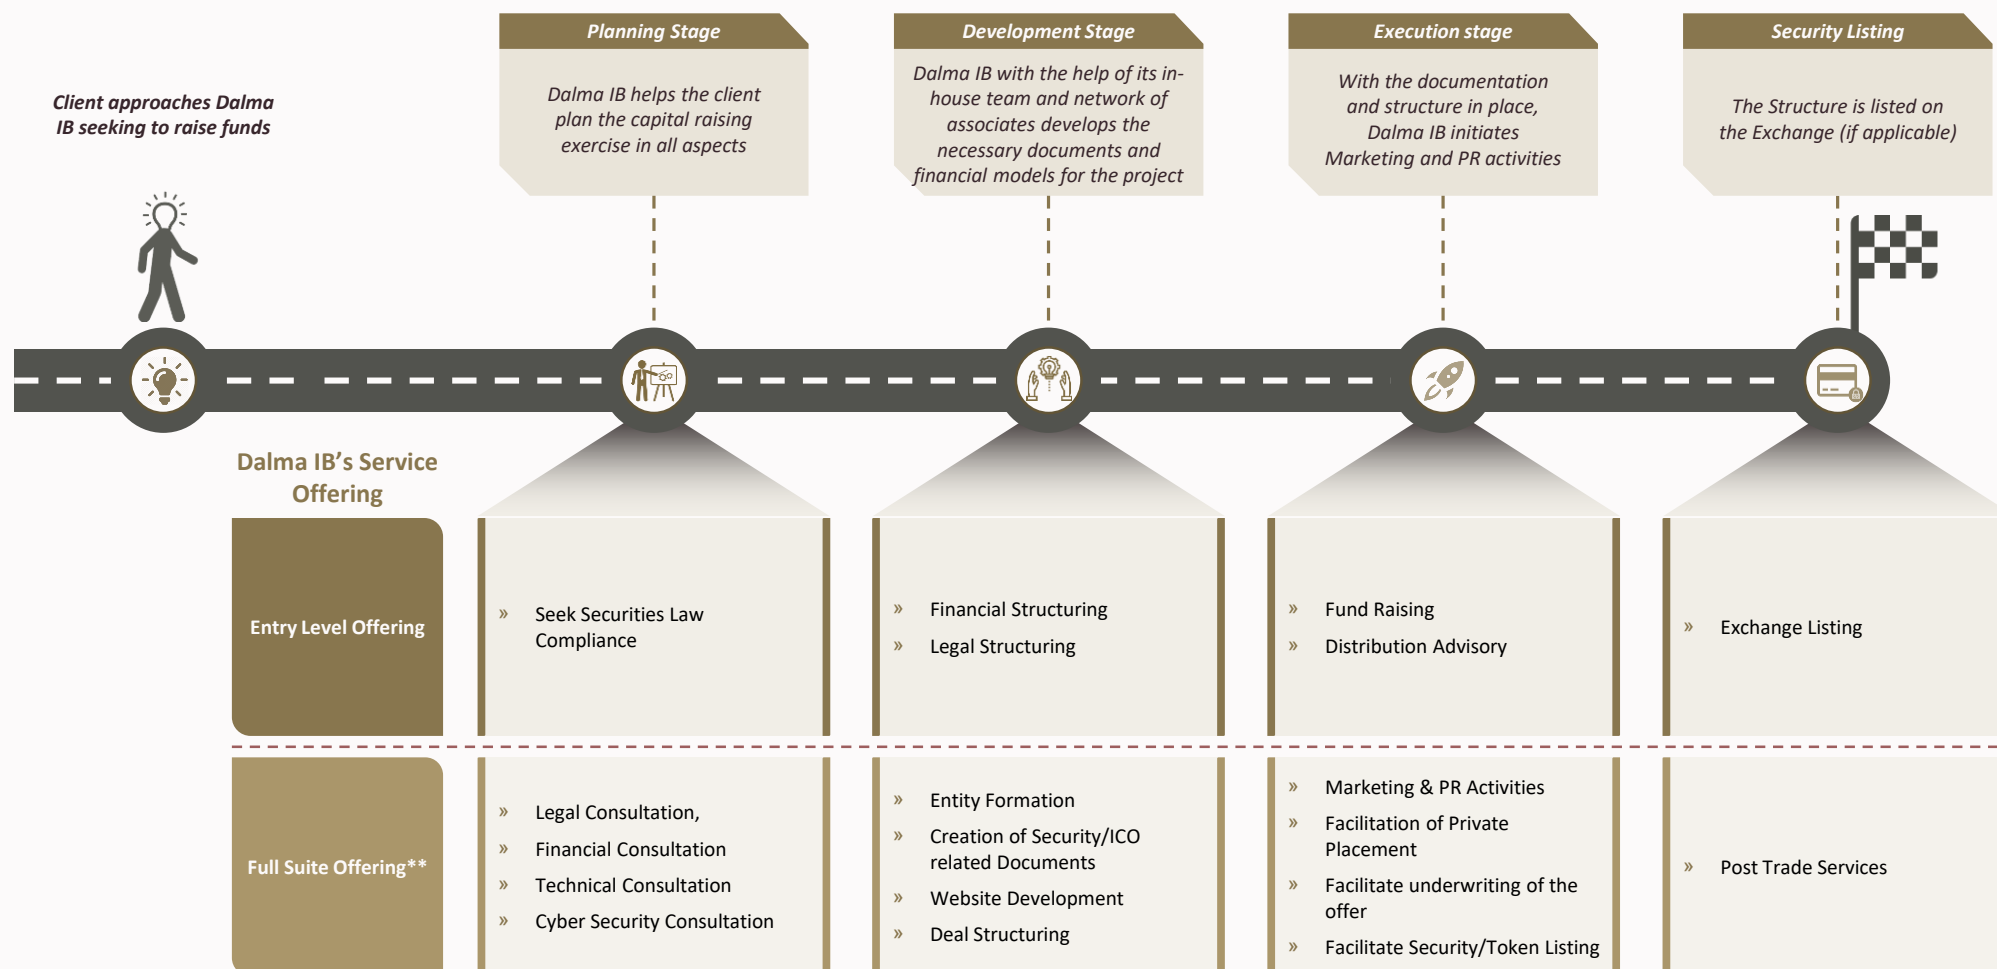 Client approaches Dalma
IB seeking to raise funds
Planning Stage
Dalma IB helps the client
plan the capital raising
exercise in all aspects
Development Stage
Dalma IB with the help of its in-
house team and network of
associates develops the
necessary documents and
financial models for the project
Execution stage
With the documentation
and structure in place,
Dalma IB initiates
Marketing and PR activities
Security Listing
The Structure is listed on
the Exchange (if applicable)
Dalma IB’s Service
Offering
Entry Level Offering
» Seek Securities Law
Compliance
» Financial Structuring
» Legal Structuring
» Fund Raising
» Distribution Advisory
» Exchange Listing
Full Suite Offering**
» Legal Consultation,
» Financial Consultation
» Technical Consultation
» Cyber Security Consultation
» Entity Formation
» Creation of Security/ICO
related Documents
» Website Development
» Deal Structuring
» Marketing & PR Activities
» Facilitation of Private
Placement
» Facilitate underwriting of the
offer
» Facilitate Security/Token Listing
» Post Trade Services